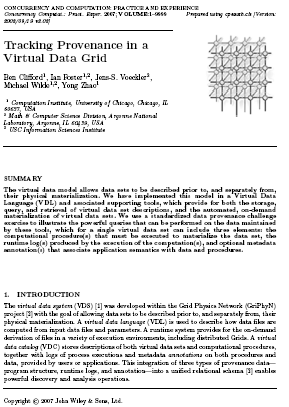 CONCURRENCY AND COMPUTATION: PRACTICE AND EXPERIENCE
Concurrency Computat.: Pract. Exper. 2007; VOLUME:1–9999 Prepared using cpeauth.cls [Version:
2002/09/19 v2.02]
Tracking Provenance in a
Virtual Data Grid
Ben Clifford1, Ian Foster1,2, Jens-S. Voeckler3,
Michael Wilde1,2, Yong Zhao1
1 Computation Institute, University of Chicago, Chicago, IL
60637, USA
2 Math & Computer Science Division, Argonne National
Laboratory, Argonne, IL 60439, USA
3 USC Information Sciences Institute
SUMMARY
The virtual data model allows data sets to be described prior to, and separately from,
their physical materialization. We have implemented this model in a Virtual Data
Language (VDL) and associated supporting tools, which provide for both the storage,
query, and retrieval of virtual data set descriptions, and the automated, on-demand
materialization of virtual data sets. We use a standardized data provenance challenge
exercise to illustrate the powerful queries that can be performed on the data maintained
by these tools, which for a single virtual data set can include three elements: the
computational procedure(s) that must be executed to materialize the data set, the
runtime log(s) produced by the execution of the computation(s), and optional metadata
annotation(s) that associate application semantics with data and procedures.
1. INTRODUCTION
The virtual data system (VDS) [1] was developed within the Grid Physics Network (GriPhyN)
project [2] with the goal of allowing data sets to be described prior to, and separately from, their
physical materialization. A virtual data language (VDL) is used to describe how data files are
computed from input data files and parameters. A runtime system provides for the on-demand
derivation of files in a variety of execution environments, including distributed Grids. A virtual
data catalog (VDC) stores descriptions of both virtual data sets and computational procedures,
together with logs of process executions and metadata annotations on both procedures and
data, provided by users or applications. This integration of three types of provenance data—
program structure, runtime logs, and annotation—into a unified relational schema [3] enables
powerful discovery and analysis operations.
Copyright © 2007 John Wiley & Sons, Ltd.